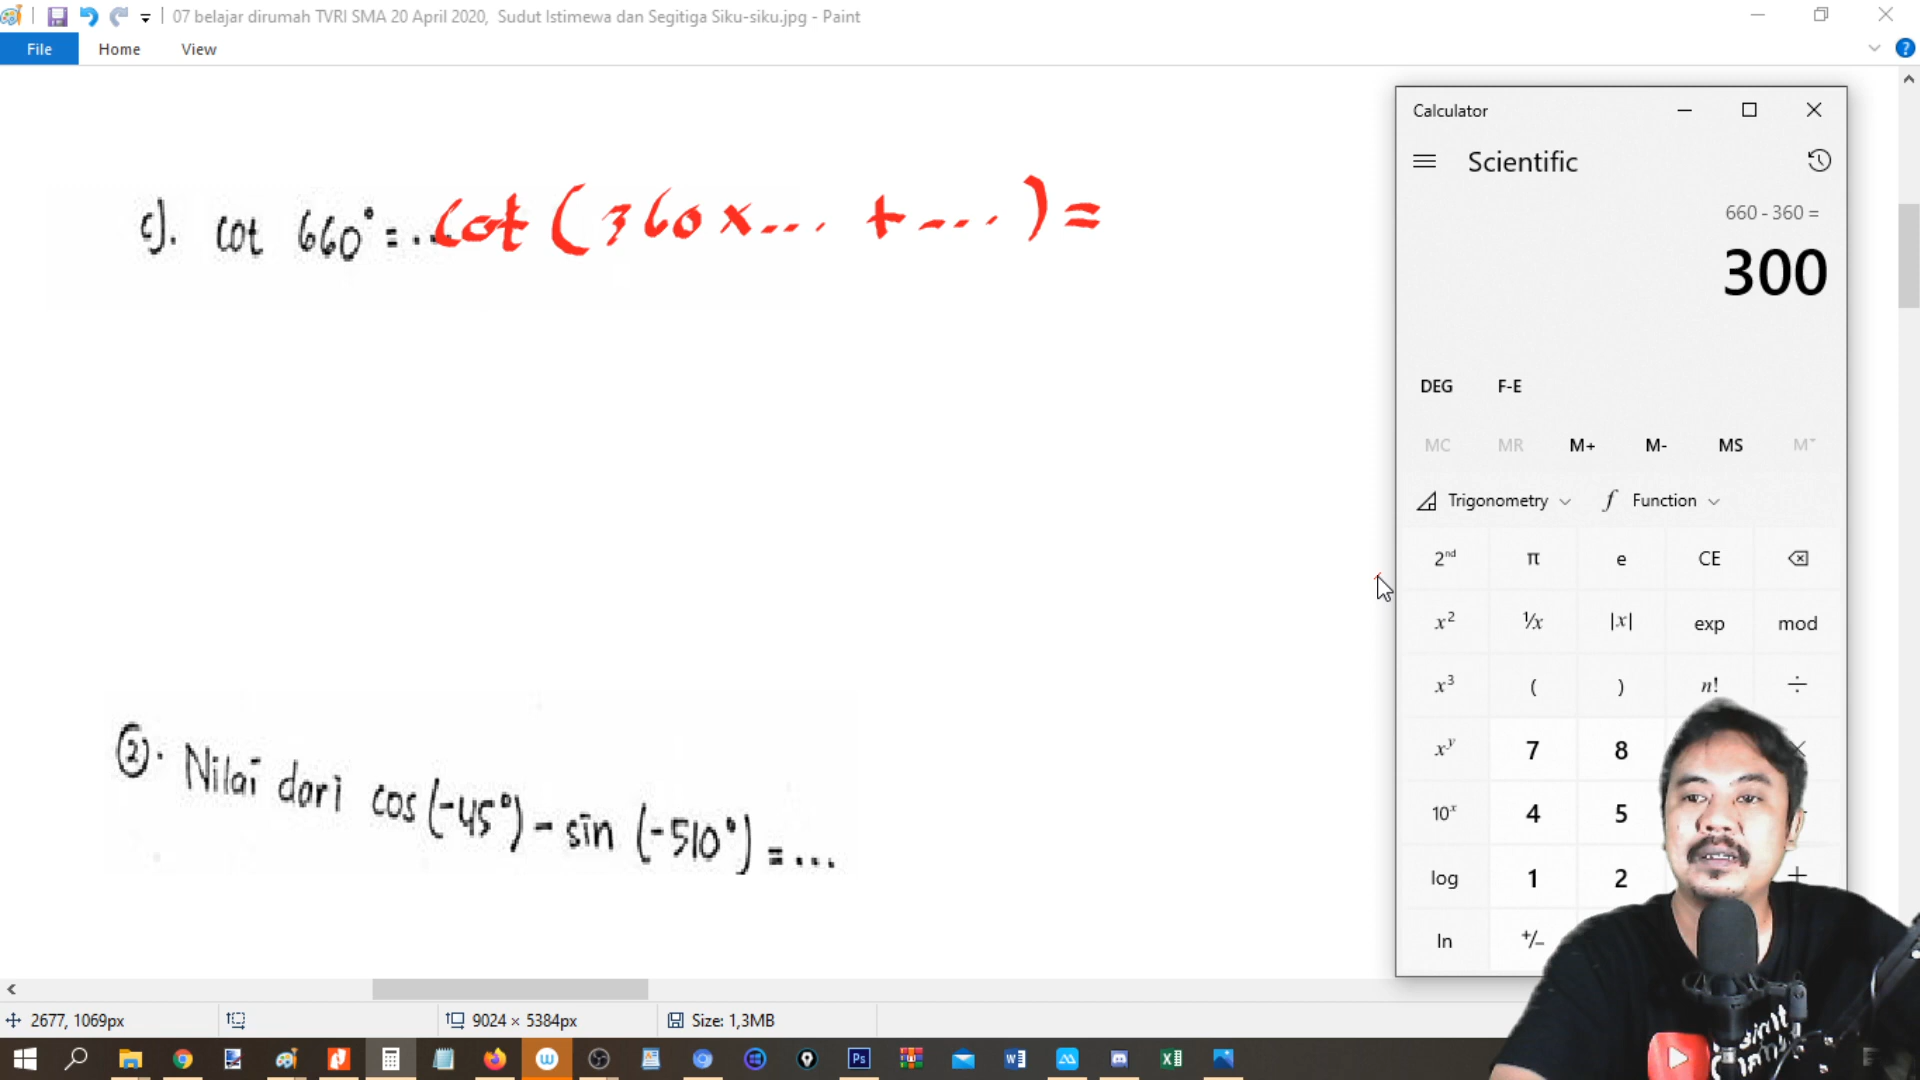 07 belajar dirumah TVRI SMA 20 April 2020, Sudut Istimewa dan Segitiga Siku-siku.jpg - Paint
File Home View
c). cot 660° = ... cot (360 x ... + ...) =
②. Nilai dari cos (-45°) - sin (-510°) = ...
Calculator
Scientific
660 - 360 =
300
DEG F-E
MC MR M+ M- MS M˅
Trigonometry Function
2ⁿᵈ π e CE
x² ¹/x |x| exp mod
x³ ( ) n! ÷
xʸ 7 8 ×
10ˣ 4 5
log 1 2 +
ln +/-
2677, 1069px 9024 × 5384px Size: 1,3MB